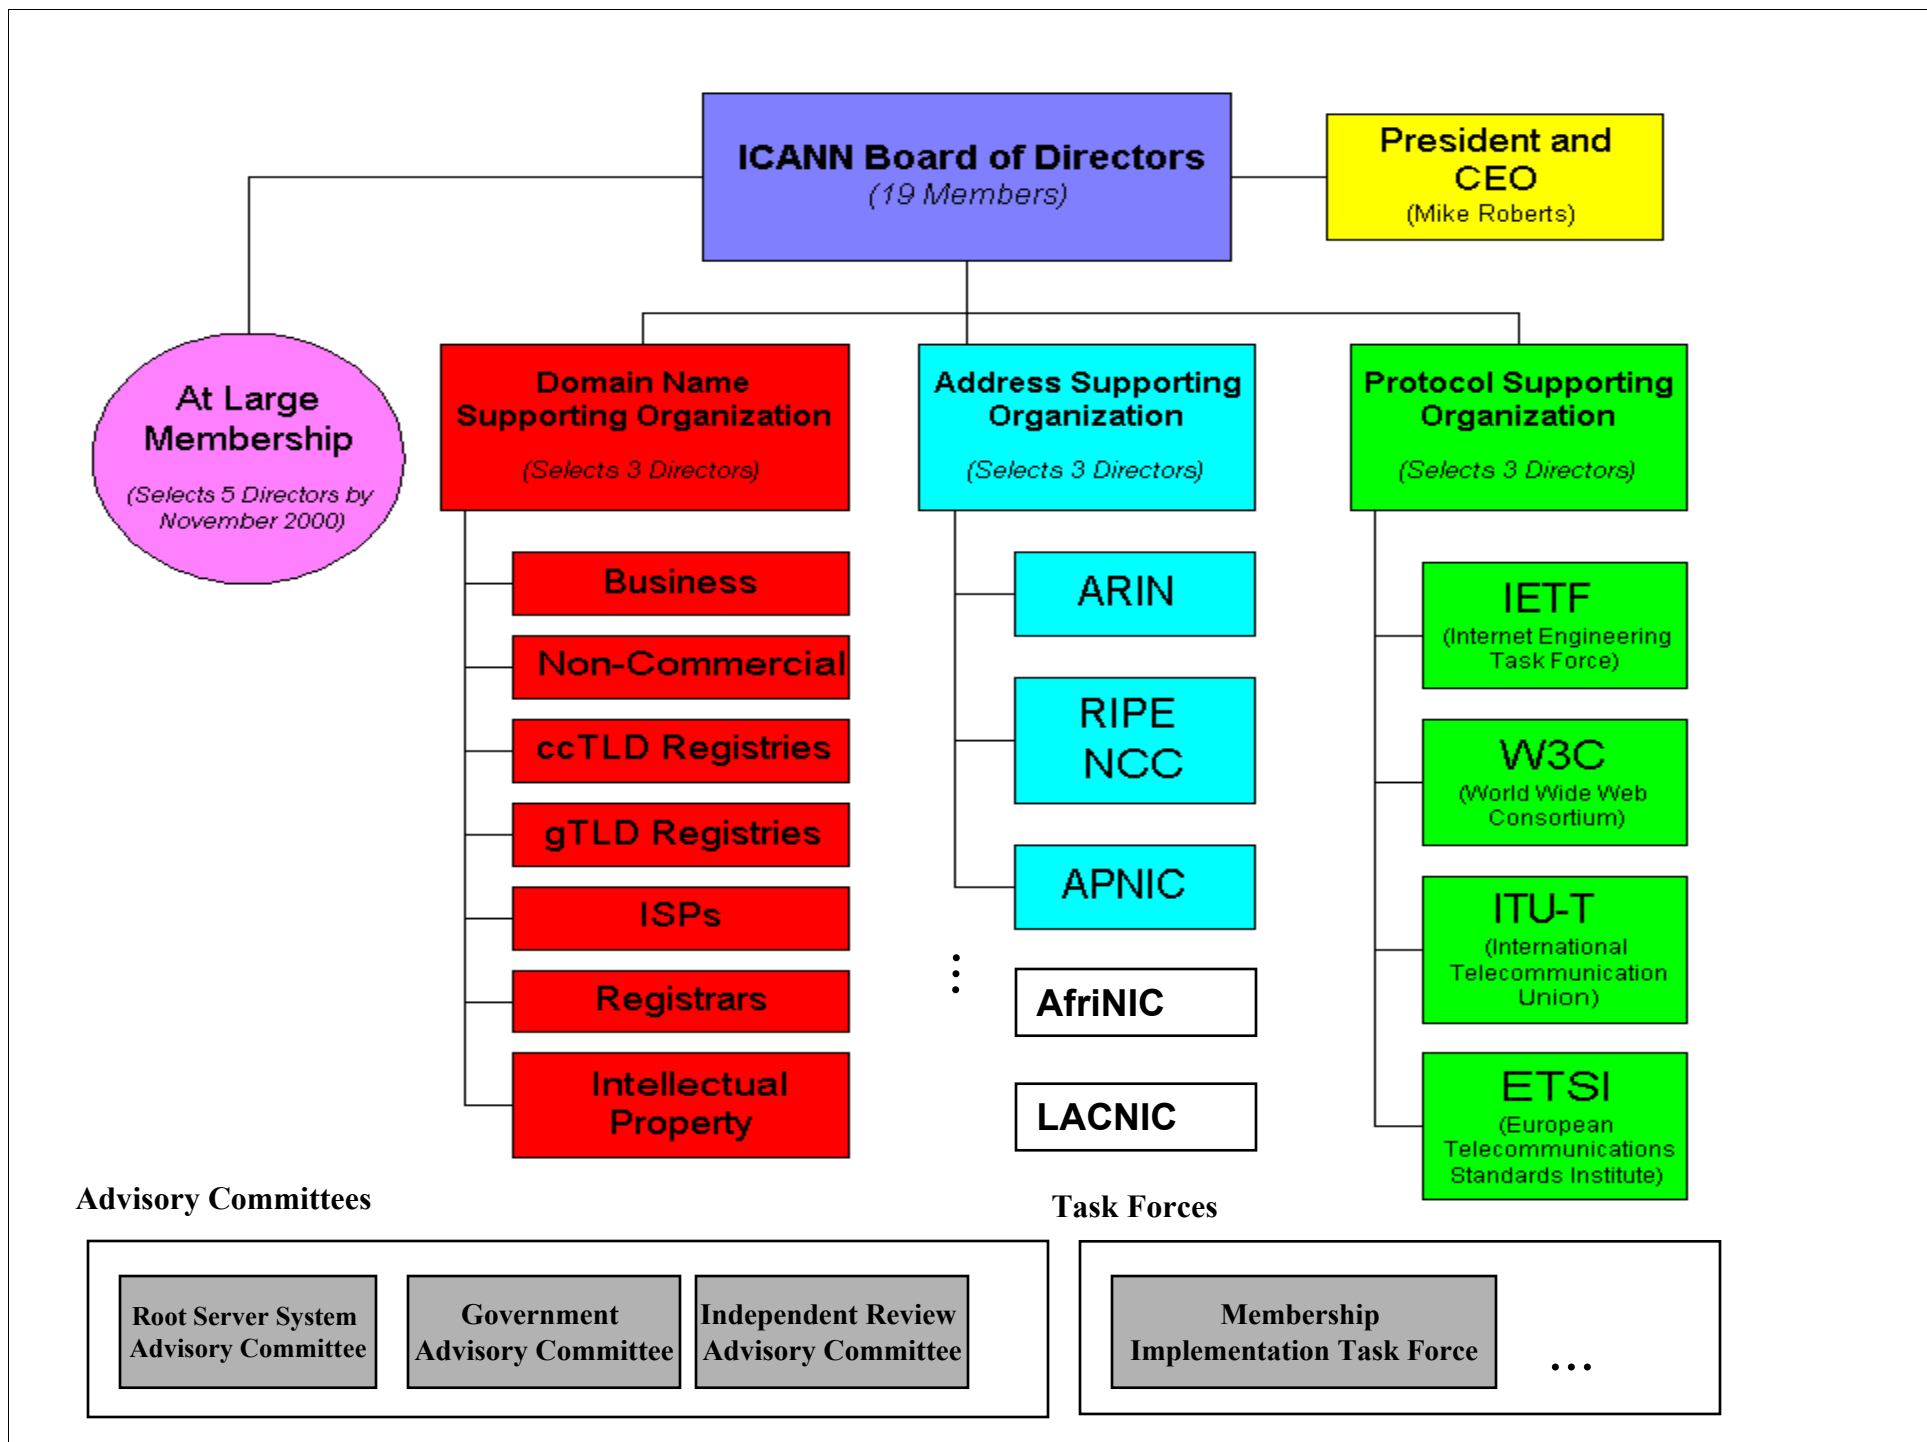 ICANN Board of Directors
(19 Members)
President and
CEO
(Mike Roberts)
At Large
Membership
(Selects 5 Directors by
November 2000)
Domain Name
Supporting Organization
(Selects 3 Directors)
Business
Non-Commercial
ccTLD Registries
gTLD Registries
ISPs
Registrars
Intellectual
Property
Address Supporting
Organization
(Selects 3 Directors)
ARIN
RIPE
NCC
APNIC
⋮
AfriNIC
LACNIC
Protocol Supporting
Organization
(Selects 3 Directors)
IETF
(Internet Engineering
Task Force)
W3C
(World Wide Web
Consortium)
ITU-T
(International
Telecommunication
Union)
ETSI
(European
Telecommunications
Standards Institute)
Advisory Committees
Root Server System
Advisory Committee
Government
Advisory Committee
Independent Review
Advisory Committee
Task Forces
Membership
Implementation Task Force
...